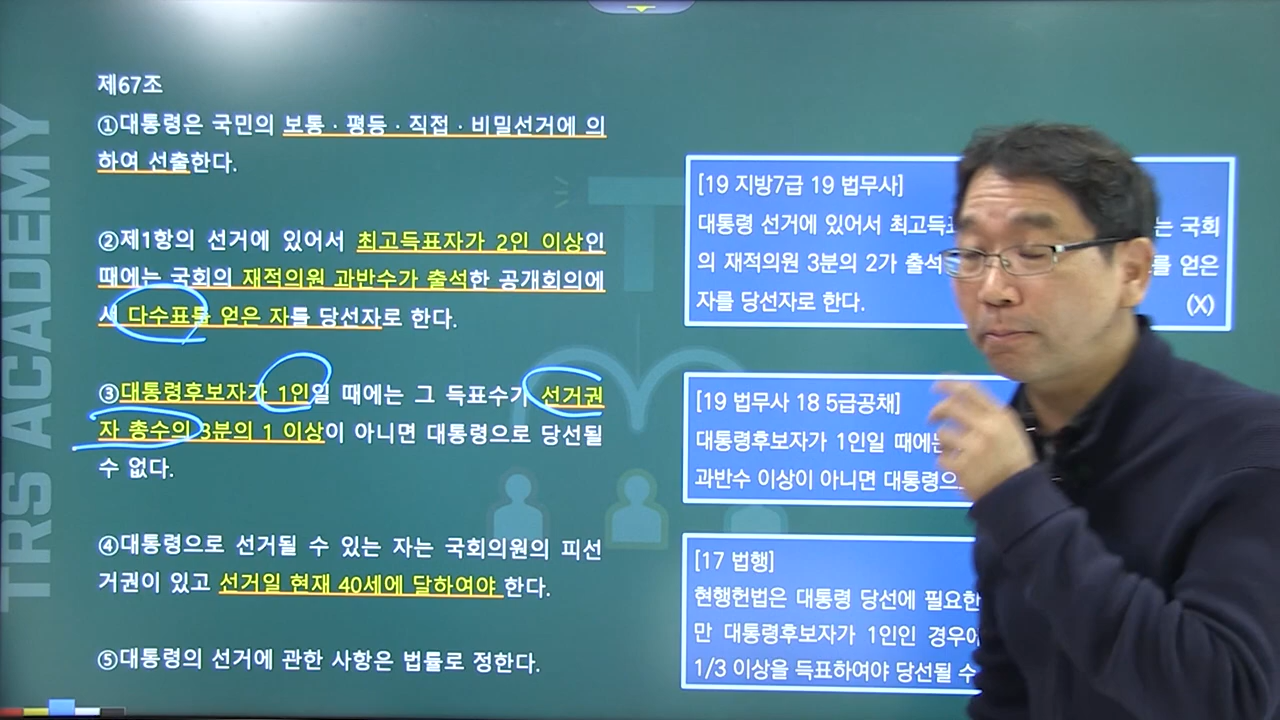 TRS ACADEMY
제67조
①대통령은 국민의 보통·평등·직접·비밀선거에 의
하여 선출한다.
②제1항의 선거에 있어서 최고득표자가 2인 이상인
때에는 국회의 재적의원 과반수가 출석한 공개회의에
서 다수표를 얻은 자를 당선자로 한다.
③대통령후보자가 1인일 때에는 그 득표수가 선거권
자 총수의 3분의 1 이상이 아니면 대통령으로 당선될
수 없다.
④대통령으로 선거될 수 있는 자는 국회의원의 피선
거권이 있고 선거일 현재 40세에 달하여야 한다.
⑤대통령의 선거에 관한 사항은 법률로 정한다.
[19 지방7급 19 법무사]
대통령 선거에 있어서 는 국회
의 재적의원 3분의 2가 출석 얻은
자를 당선자로 한다. (X)
[19 법무사 18 5급공채]
대통령후보자가 1인일 때에는
과반수 이상이 아니면
[17 법행]
현행헌법은 대통령 당선에 필요한
만 대통령후보자가 1인인 경우에
1/3 이상을 득표하여야 당선될 수